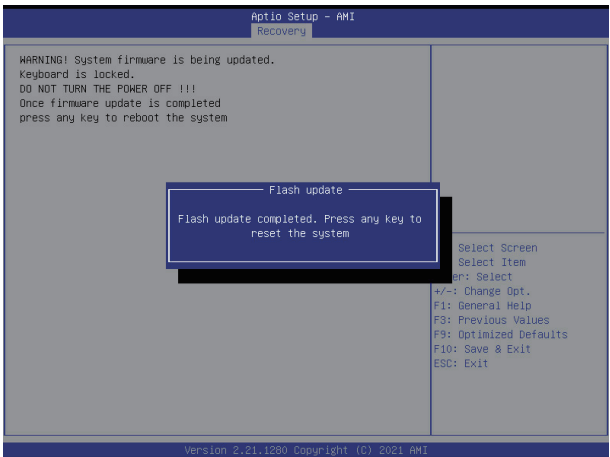 Aptio Setup - AMI
Recovery
WARNING! System firmware is being updated.
Keyboard is locked.
DO NOT TURN THE POWER OFF !!!
Once firmware update is completed
press any key to reboot the system
Flash update
Flash update completed. Press any key to
reset the system
Select Screen
Select Item
er: Select
+/-: Change Opt.
F1: General Help
F3: Previous Values
F9: Optimized Defaults
F10: Save & Exit
ESC: Exit
Version 2.21.1280 Copyright (C) 2021 AMI